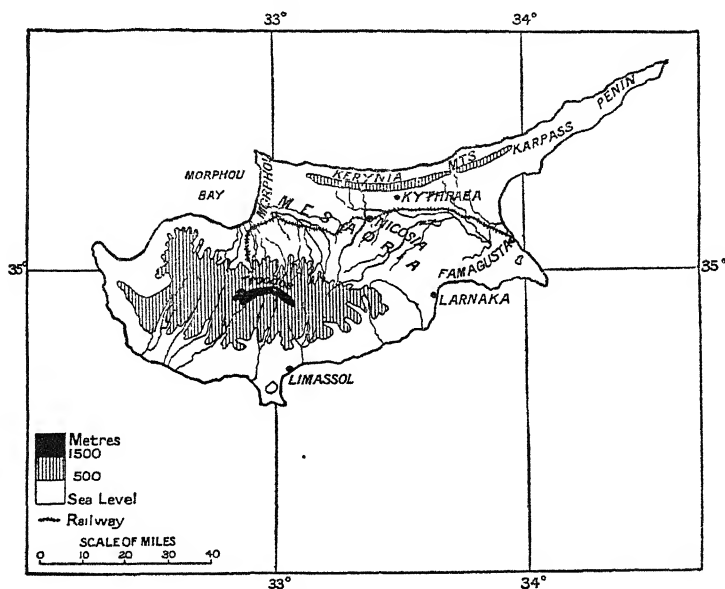 33°
34°
PENIN
KARPASS
MTS
KERYNIA
MORPHOU
BAY
MORPHOU
KYTHRAEA
MESAORIA
NICOSIA
35°
35°
FAMAGUSTA
LARNAKA
LIMASSOL
Metres
1500
500
Sea Level
Railway
SCALE OF MILES
0 10 20 30 40
33°
34°